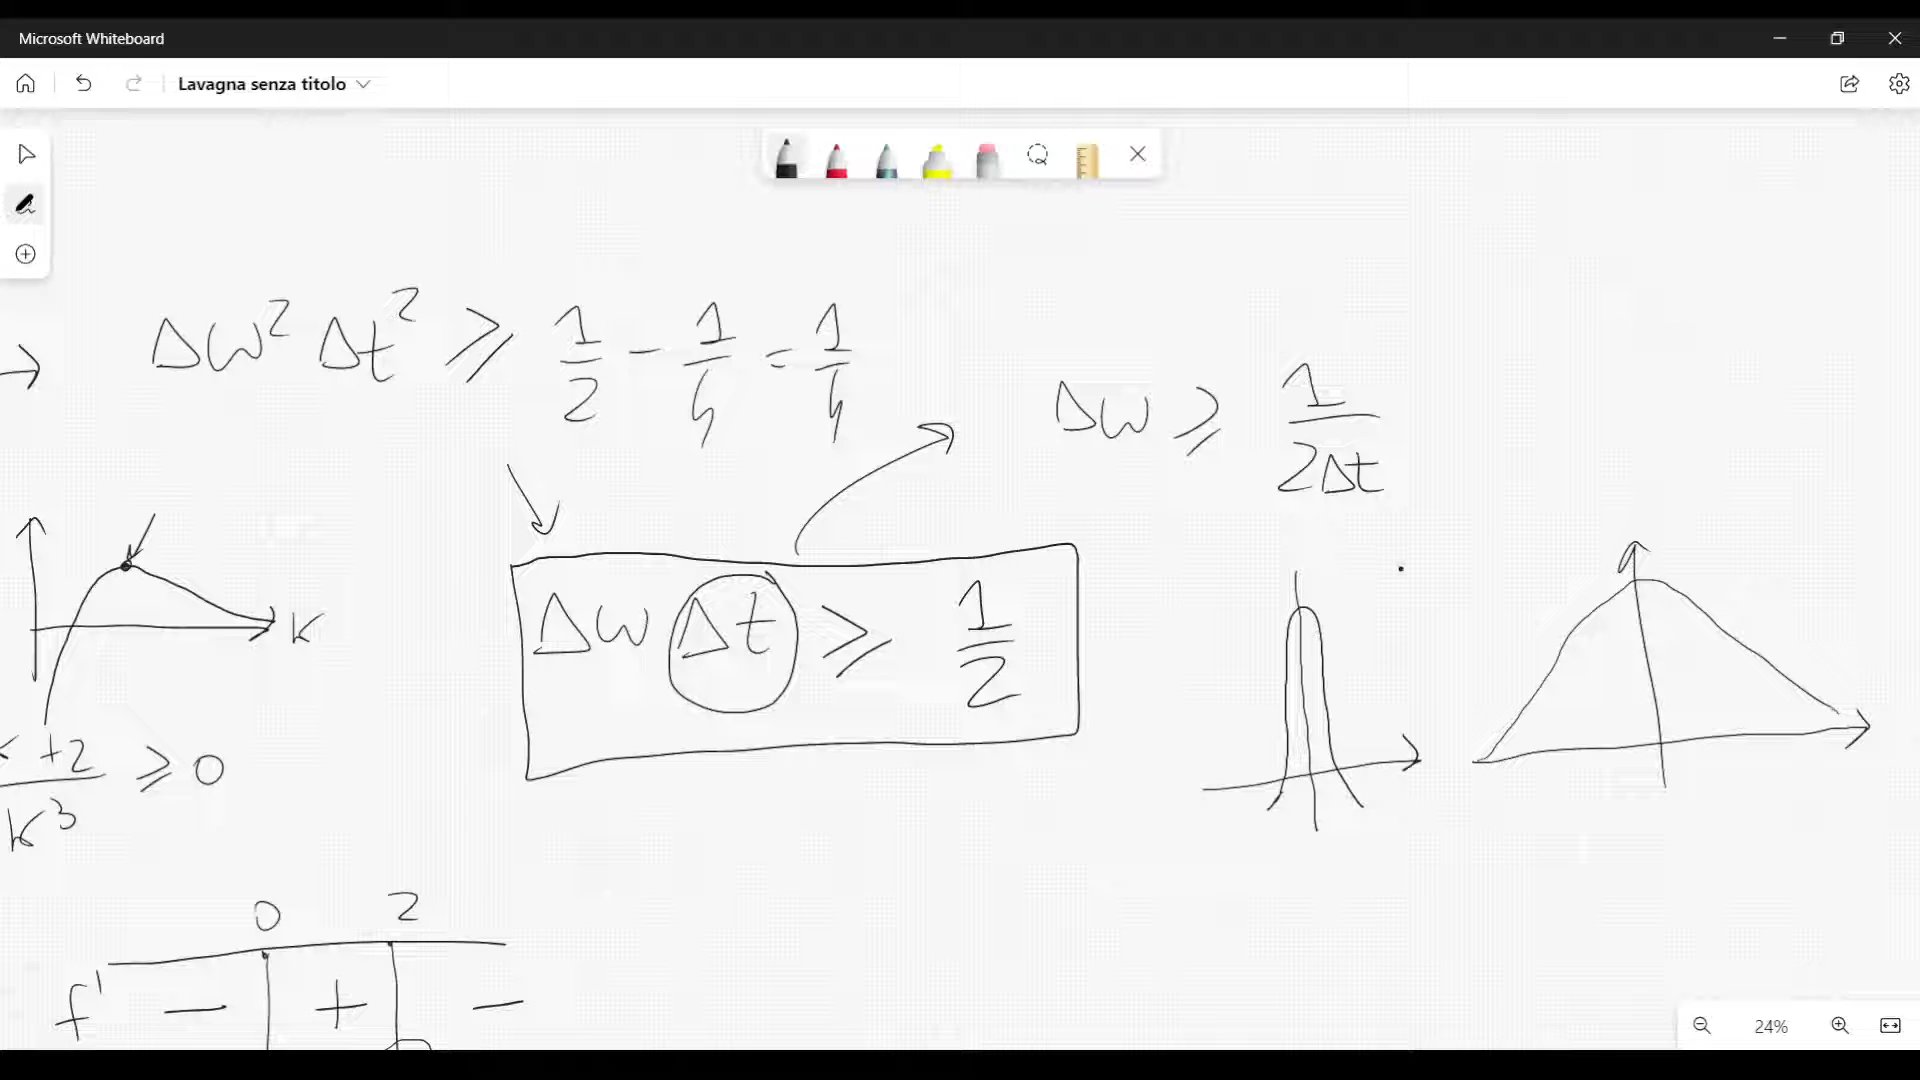 Microsoft Whiteboard
Lavagna senza titolo
Δω² Δt² ⩾ 1/2 - 1/4 = 1/4
Δω ⩾ 1/2Δt
K
Δω Δt ⩾ 1/2
+2
K³ ⩾ 0
0 2
f' - + -
24%